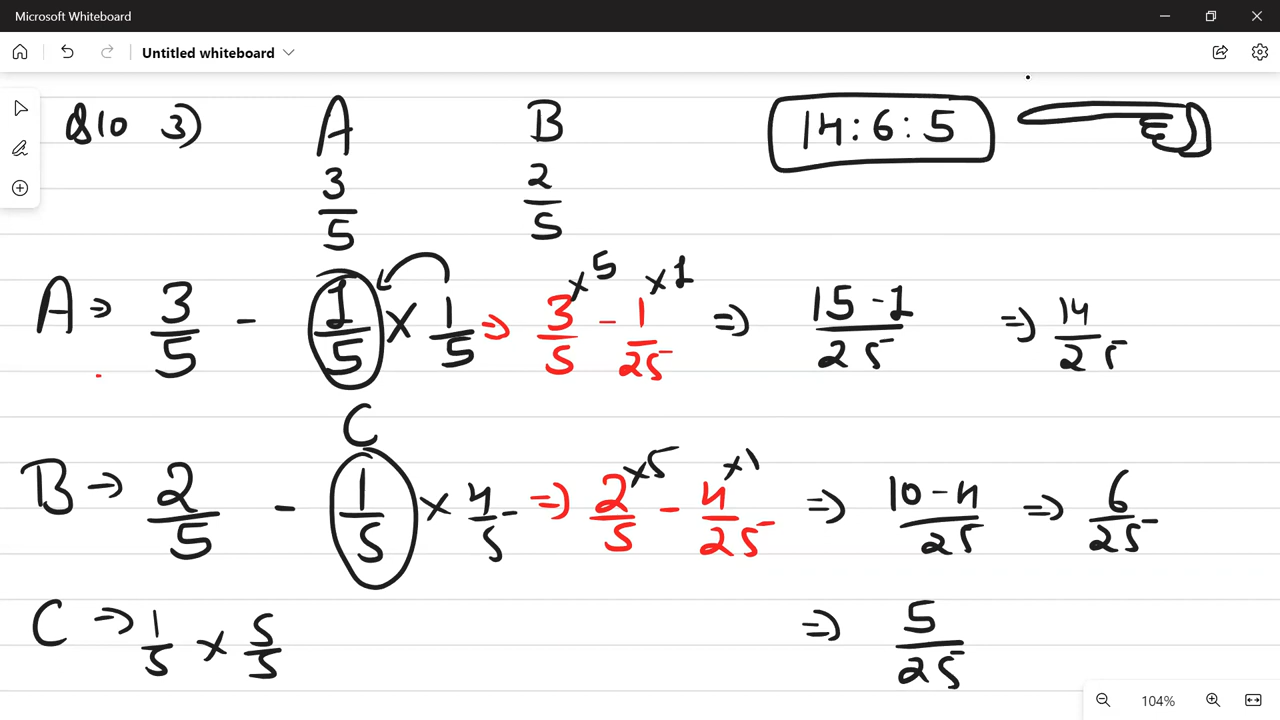 Microsoft Whiteboard
Untitled whiteboard
Q10 3) A B 14:6:5
3/5 2/5
A ⇒ 3/5 - 1/5 × 1/5 ⇒ 3/5 ×5 - 1/25 ×1 ⇒ 15-1/25 ⇒ 14/25
C
B → 2/5 - 1/5 × 4/5 ⇒ 2/5 ×5 - 4/25 ×1 ⇒ 10-4/25 ⇒ 6/25
C ⇒ 1/5 × 5/5 ⇒ 5/25
104%